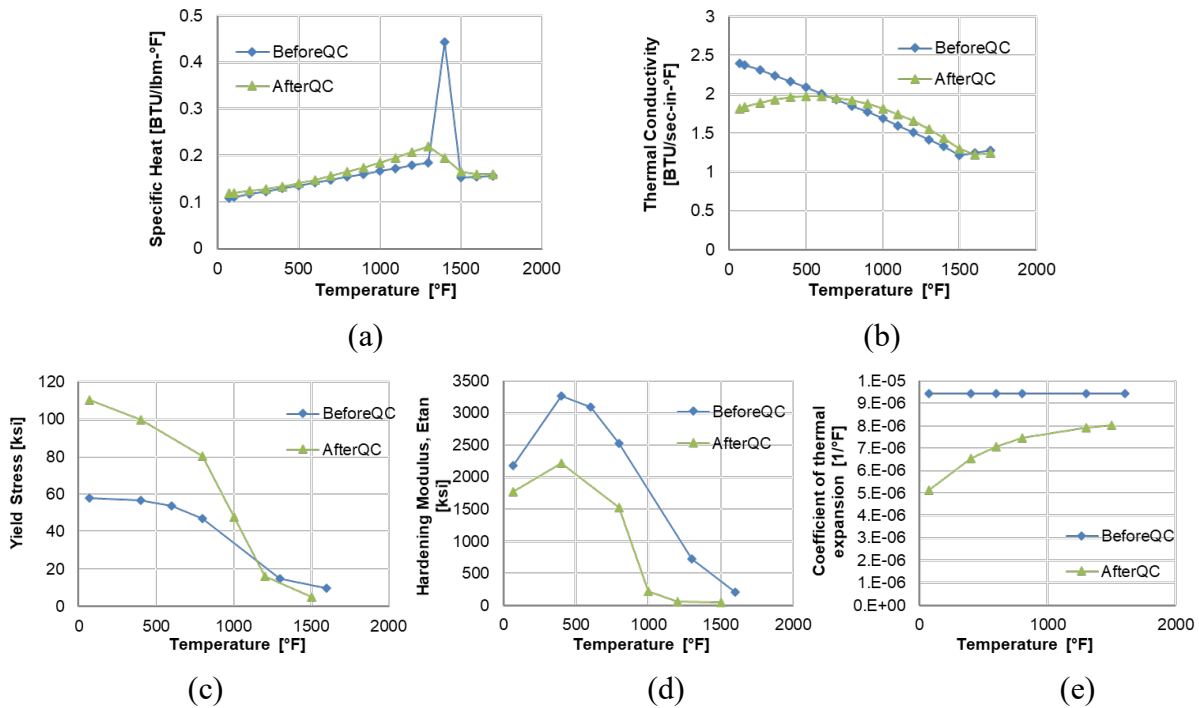 0.5
0.4
0.3
0.2
0.1
0
Specific Heat [BTU/lbm-°F]
BeforeQC
AfterQC
0 500 1000 1500 2000
Temperature [°F]
(a)
3
2.5
2
1.5
1
0.5
0
Thermal Conductivity
[BTU/sec-in-°F]
BeforeQC
AfterQC
0 500 1000 1500 2000
Temperature [°F]
(b)
120
100
80
60
40
20
0
Yield Stress [ksi]
BeforeQC
AfterQC
0 500 1000 1500 2000
Temperature [°F]
(c)
3500
3000
2500
2000
1500
1000
500
0
Hardening Modulus, Etan
[ksi]
BeforeQC
AfterQC
0 500 1000 1500 2000
Temperature [°F]
(d)
1.E-05
9.E-06
8.E-06
7.E-06
6.E-06
5.E-06
4.E-06
3.E-06
2.E-06
1.E-06
0.E+00
Coefficient of thermal
expansion [1/°F]
BeforeQC
AfterQC
0 1000 2000
Temperature [°F]
(e)